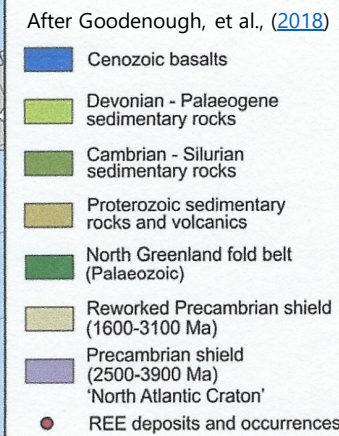 After Goodenough, et al., (2018)
Cenozoic basalts
Devonian - Palaeogene
sedimentary rocks
Cambrian - Silurian
sedimentary rocks
Proterozoic sedimentary
rocks and volcanics
North Greenland fold belt
(Palaeozoic)
Reworked Precambrian shield
(1600-3100 Ma)
Precambrian shield
(2500-3900 Ma)
'North Atlantic Craton'
REE deposits and occurrences